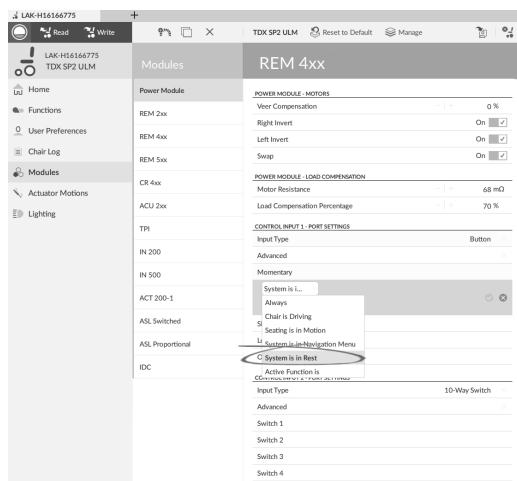 LAK-H16166775
+
Read
Write
TDX SP2 ULM
Reset to Default
Manage
LAK-H16166775
TDX SP2 ULM
Home
Functions
User Preferences
Chair Log
Modules
Actuator Motions
Lighting
Modules
Power Module
REM 2xx
REM 4xx
REM 5xx
CR 4xx
ACU 2xx
TPI
IN 200
IN 500
ACT 200-1
ASL Switched
ASL Proportional
IDC
REM 4xx
POWER MODULE - MOTORS
Veer Compensation - + 0 %
Right Invert On
Left Invert On
Swap On
POWER MODULE - LOAD COMPENSATION
Motor Resistance - + 68 mΩ
Load Compensation Percentage - + 70 %
CONTROL INPUT 1 - PORT SETTINGS
Input Type Button
Advanced
Momentary
System is i...
Always
Chair is Driving
Seating is in Motion
System is in Navigation Menu
System is in Rest
Active Function is
CONTROL INPUT 2 - PORT SETTINGS
Input Type 10-Way Switch
Advanced
Switch 1
Switch 2
Switch 3
Switch 4